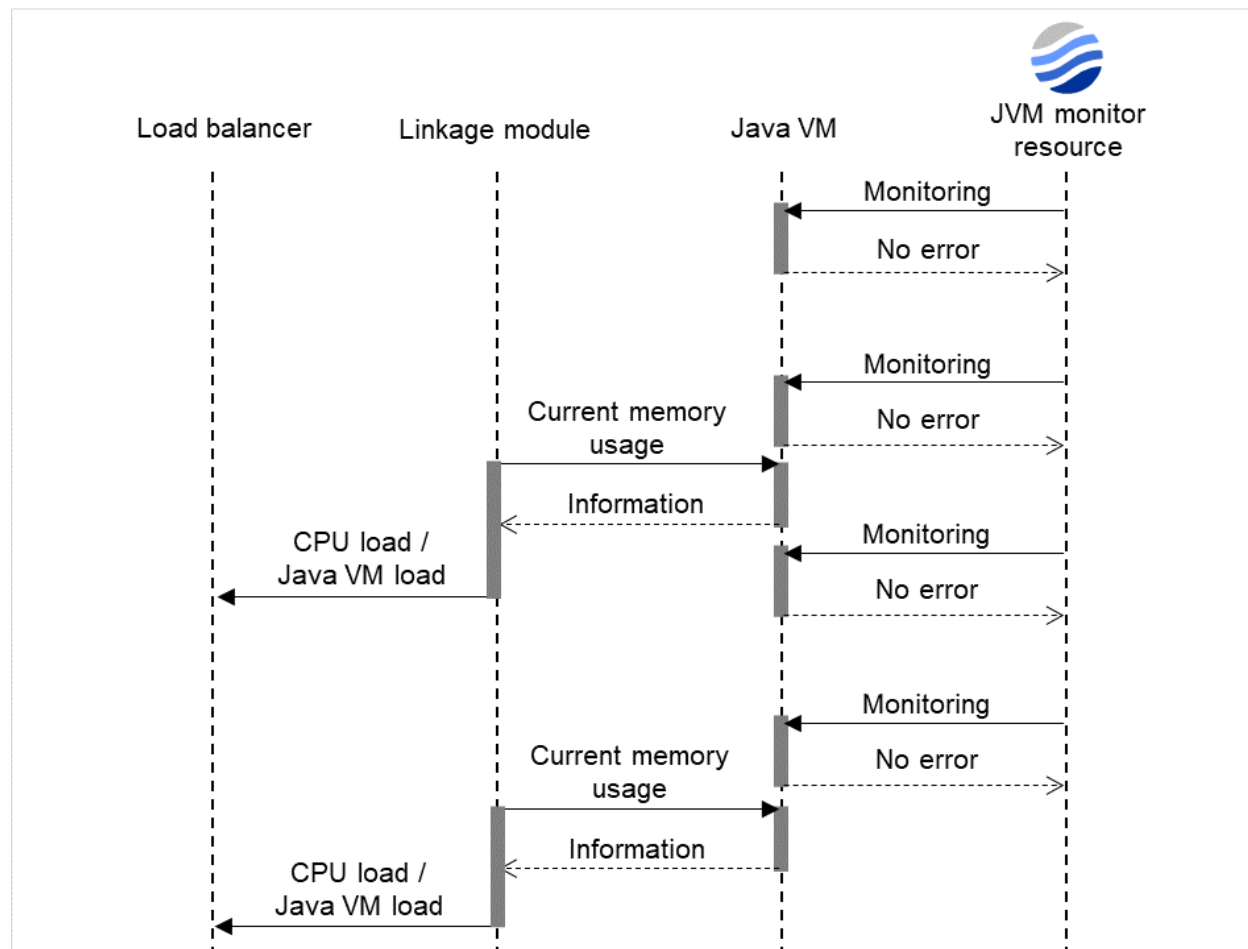 Load balancer
Linkage module
Java VM
JVM monitor
resource
Monitoring
No error
Monitoring
Current memory
usage
No error
Information
CPU load /
Java VM load
Monitoring
No error
Monitoring
Current memory
usage
No error
Information
CPU load /
Java VM load